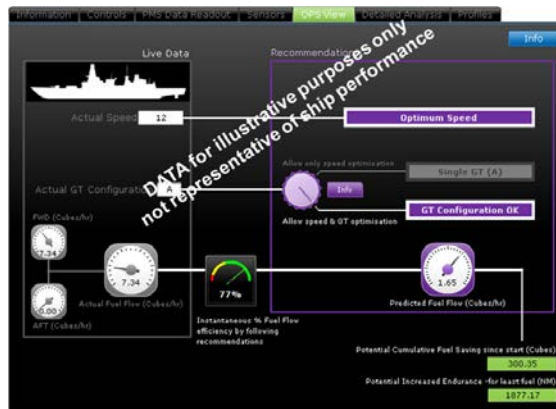 Information Controls PMS Data Readout Sensors OPS View Detailed Analysis Profiles
Info
Live Data
Recommendations
DATA for illustrative purposes only
not representative of ship performance
Actual Speed 12
Optimum Speed
Allow only speed optimisation
Single GT (A)
Actual GT Configuration A
Info
GT Configuration OK
Allow speed & GT optimisation
FWD (Cubes/hr)
7.34
7.34
1.65
77%
0.00
Actual Fuel Flow (Cubes/hr)
Predicted Fuel Flow (Cubes/hr)
AFT (Cubes/hr)
Instantaneous % Fuel Flow
efficiency by following
recommendations
Potential Cumulative Fuel Saving since start (Cubes)
300.35
Potential Increased Endurance -for least fuel (NM)
1877.17